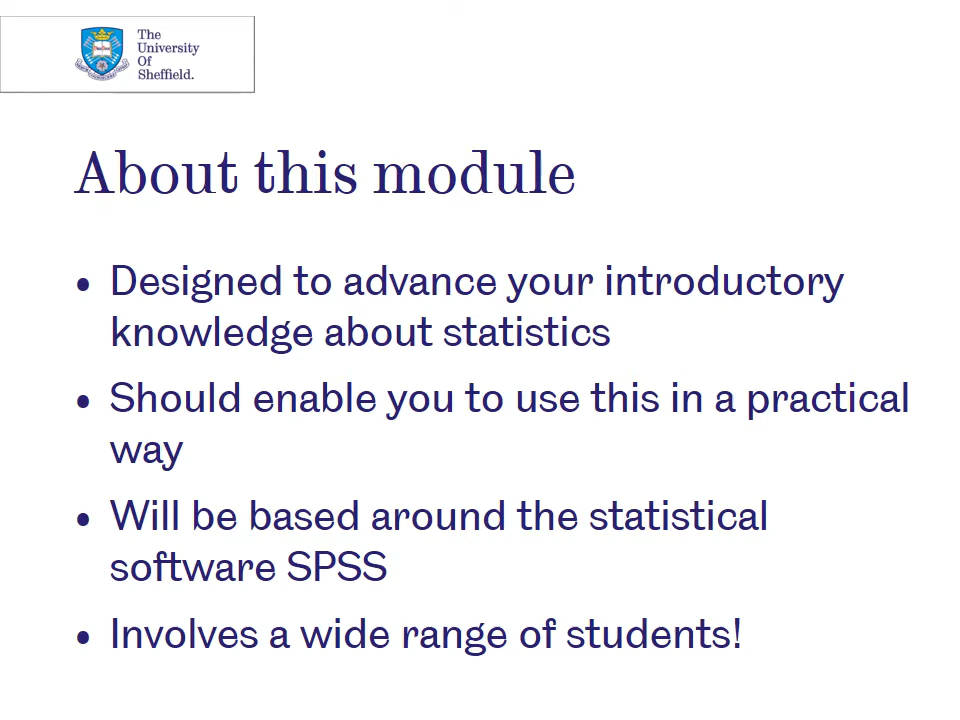 The
University
Of
Sheffield.
About this module
• Designed to advance your introductory
knowledge about statistics
• Should enable you to use this in a practical
way
• Will be based around the statistical
software SPSS
• Involves a wide range of students!